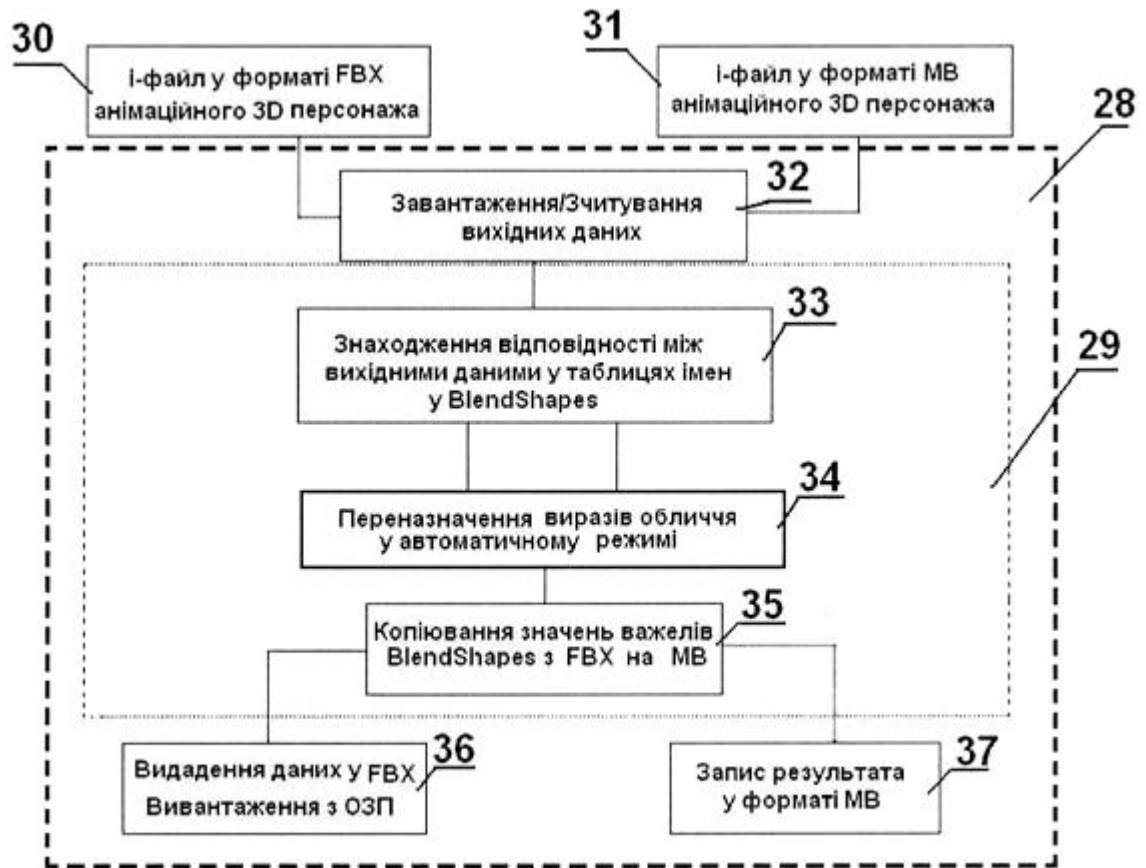 30
31
і-файл у форматі FBX
анімаційного 3D персонажа
і-файл у форматі MB
анімаційного 3D персонажа
28
32
Завантаження/Зчитування
вихідних даних
33
Знаходження відповідності між
вихідними даними у таблицях імен
у BlendShapes
29
34
Переназначення виразів обличчя
у автоматичному режимі
35
Копіювання значень важелів
BlendShapes з FBX на MB
36
Видадення даних у FBX
Вивантаження з ОЗП
37
Запис результата
у форматі MB